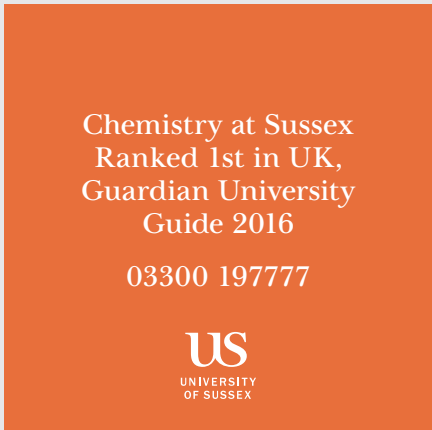 Chemistry at Sussex
Ranked 1st in UK,
Guardian University
Guide 2016
03300 197777
US
UNIVERSITY
OF SUSSEX